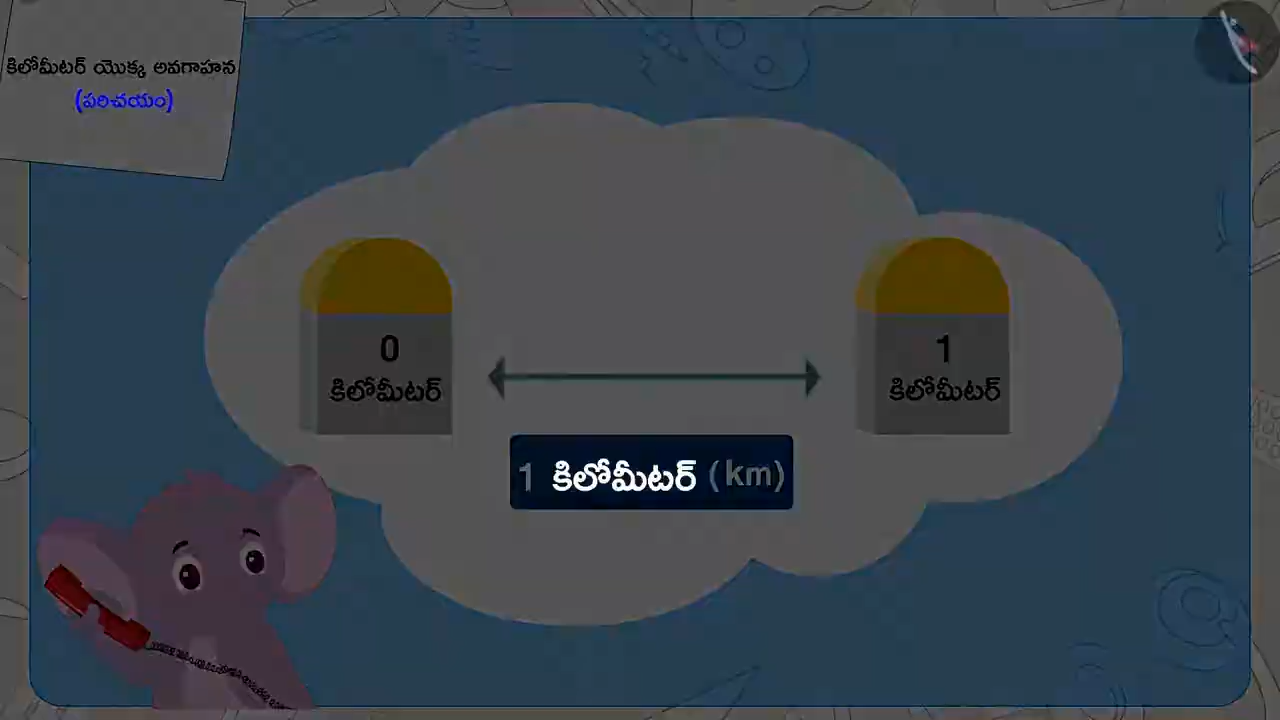 కిలోమీటర్ యొక్క అవగాహన
(పరిచయం)
0
కిలోమీటర్
1
కిలోమీటర్
1 కిలోమీటర్ (km)